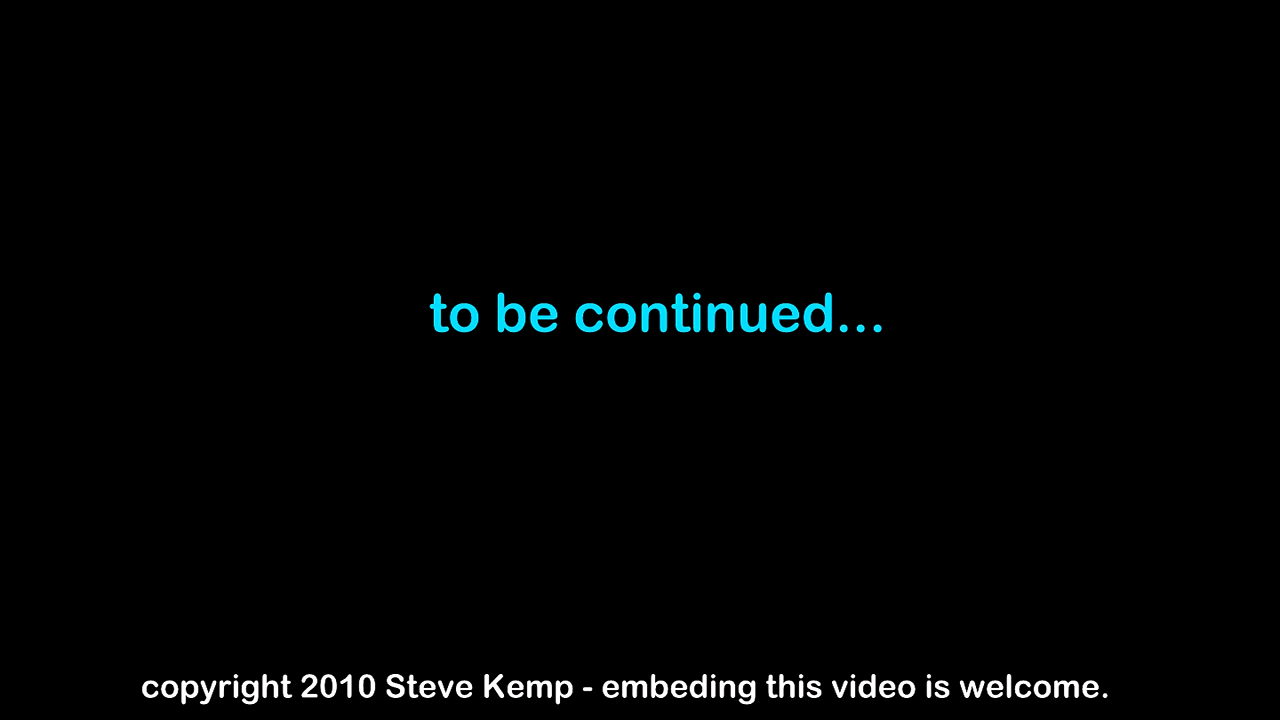 to be continued...
copyright 2010 Steve Kemp - embeding this video is welcome.